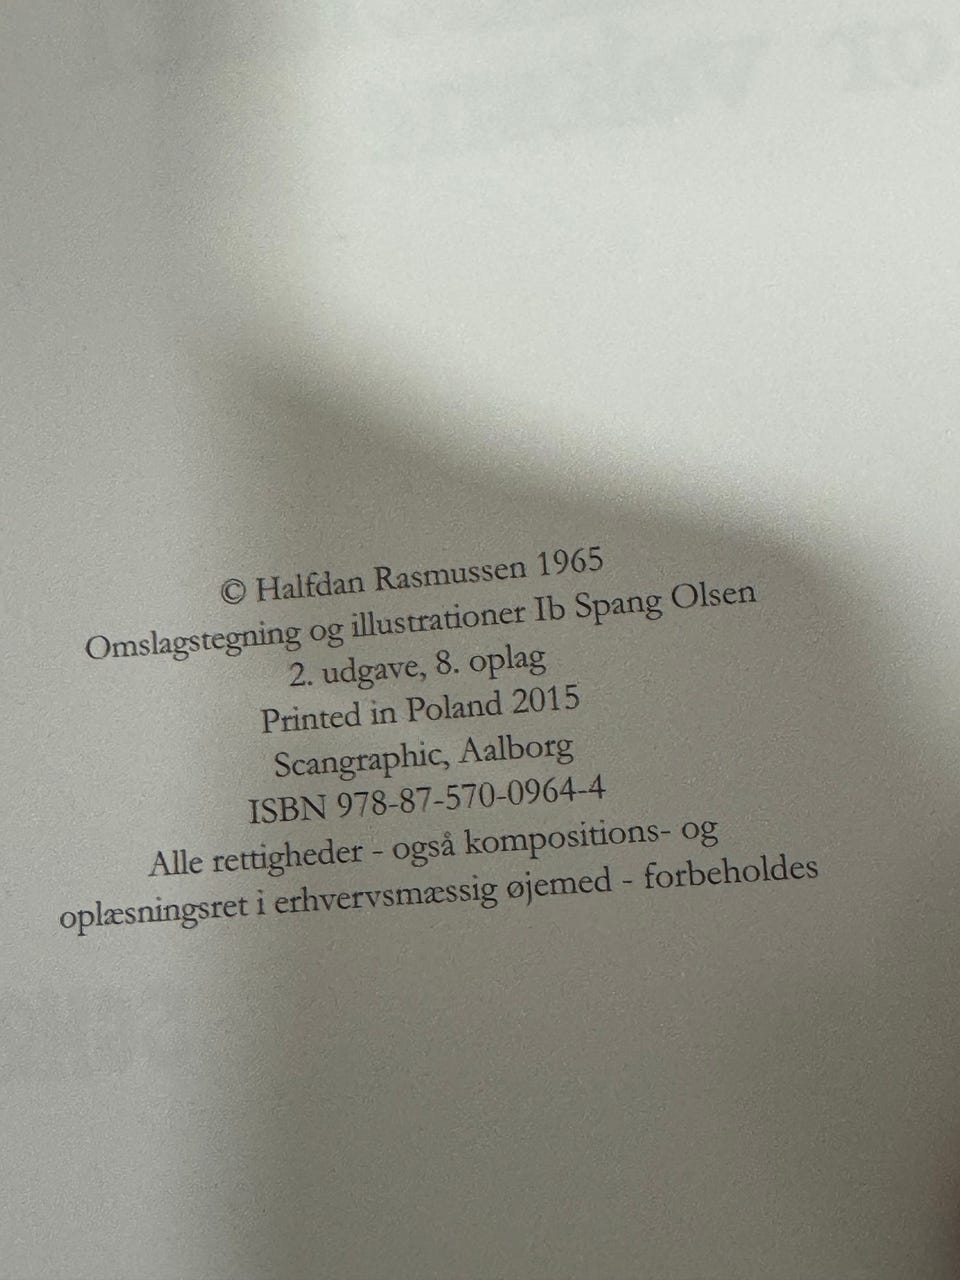 © Halfdan Rasmussen 1965
Omslagstegning og illustrationer Ib Spang Olsen
2. udgave, 8. oplag
Printed in Poland 2015
Scangraphic, Aalborg
ISBN 978-87-570-0964-4
Alle rettigheder - også kompositions- og
oplæsningsret i erhvervsmæssig øjemed - forbeholdes